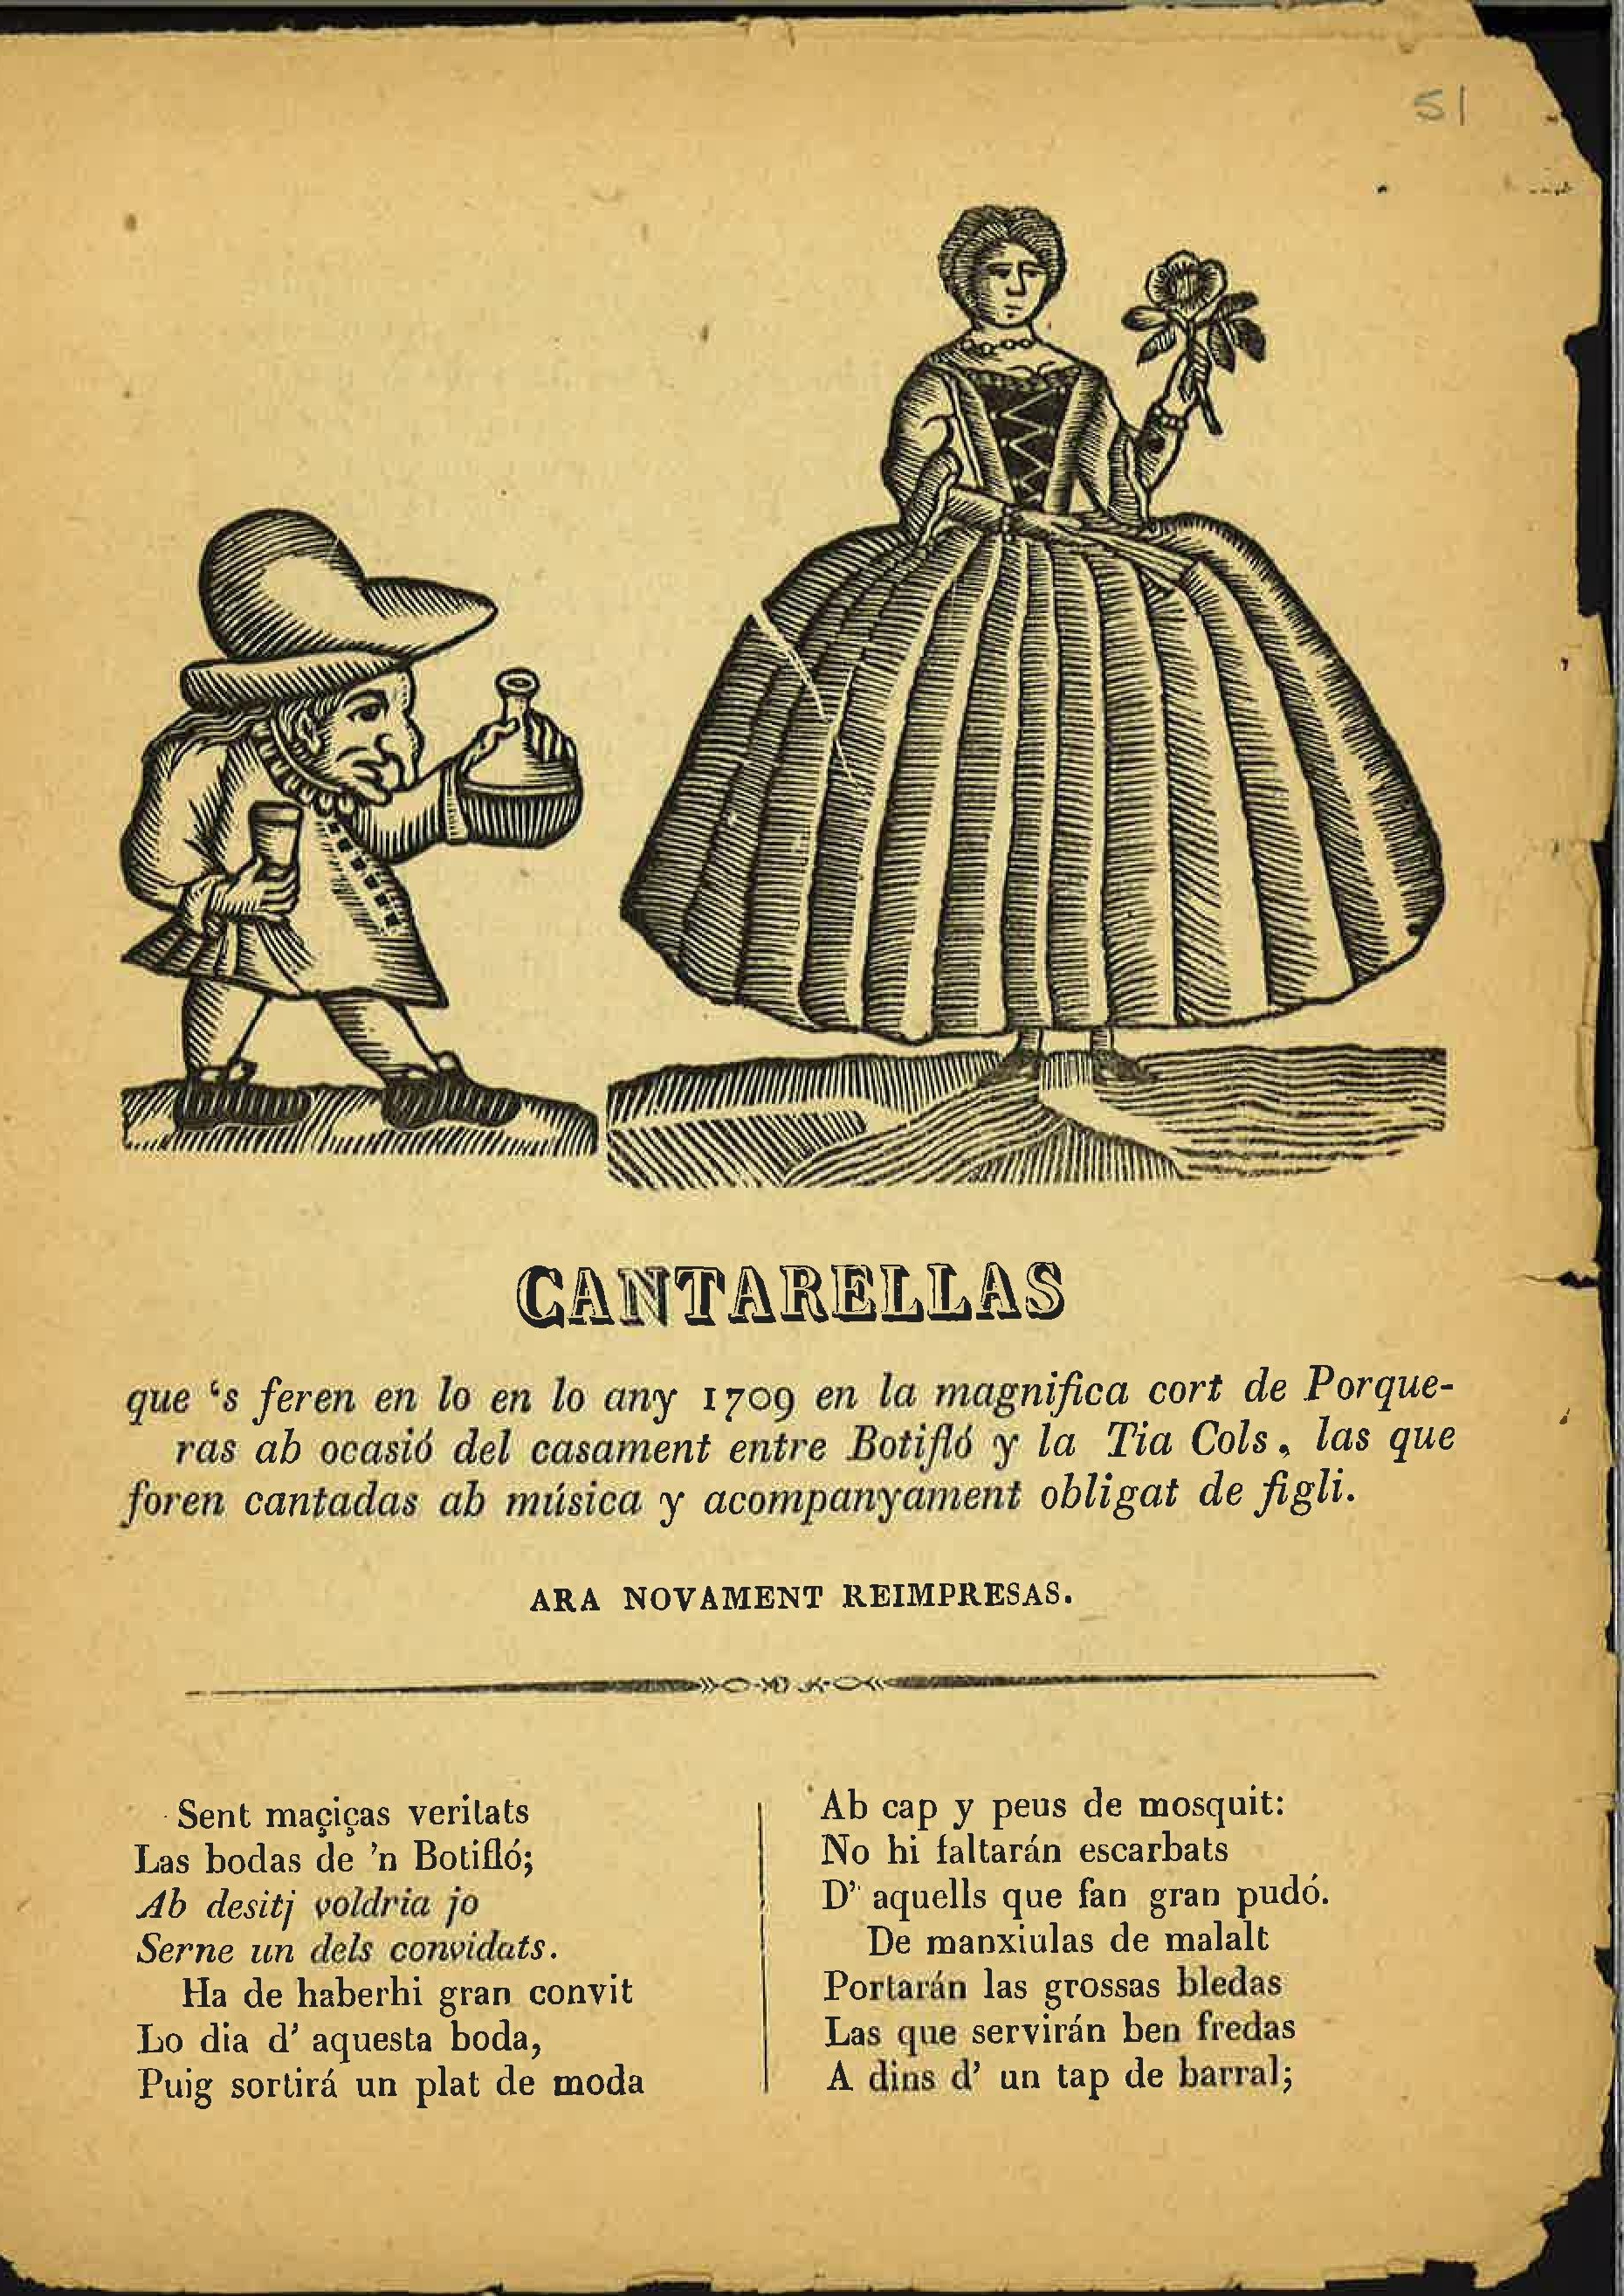 51
CANTARELLAS
que 's feren en lo en lo any 1709 en la magnifica cort de Porque-
ras ab ocasió del casament entre Botifló y la Tia Cols, las que
foren cantadas ab música y acompanyament obligat de figli.
ARA NOVAMENT REIMPRESAS.
Sent maçiças veritats
Las bodas de 'n Botifló;
Ab desitj voldria jo
Serne un dels convidats.
Ha de haberhi gran convit
Lo dia d' aquesta boda,
Puig sortirá un plat de moda
Ab cap y peus de mosquit:
No hi faltarán escarbats
D' aquells que fan gran pudó.
De manxiulas de malalt
Portarán las grossas bledas
Las que servirán ben fredas
A dins d' un tap de barral;